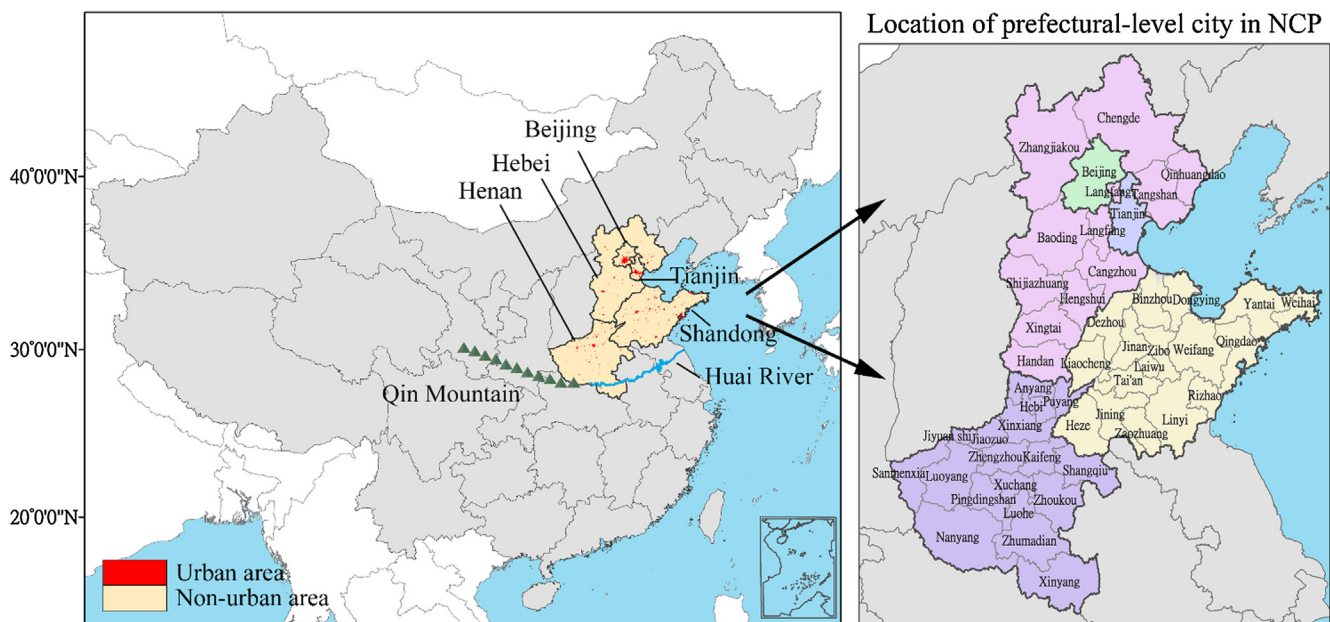 Location of prefectural-level city in NCP
Beijing
Hebei
Henan
40°0'0"N
30°0'0"N
20°0'0"N
Tianjin
Shandong
Huai River
Qin Mountain
Urban area
Non-urban area
Chengde
Zhangjiakou
Beijing
Qinhuangdao
Langfang
Tangshan
Tianjin
Langfang
Baoding
Cangzhou
Shijiazhuang
Hengshui
Binzhou
Dongying
Yantai
Weihai
Xingtai
Dezhou
Qingdao
Jinan
Zibo
Weifang
Handan
Liaocheng
Laiwu
Tai'an
Anyang
Rizhao
Hebi
Puyang
Jining
Linyi
Heze
Xinxiang
Zaozhuang
Jiyuan shi
Jiaozuo
Zhengzhou
Kaifeng
Sanmenxia
Luoyang
Shangqiu
Xuchang
Pingdingshan
Zhoukou
Luohe
Nanyang
Zhumadian
Xinyang